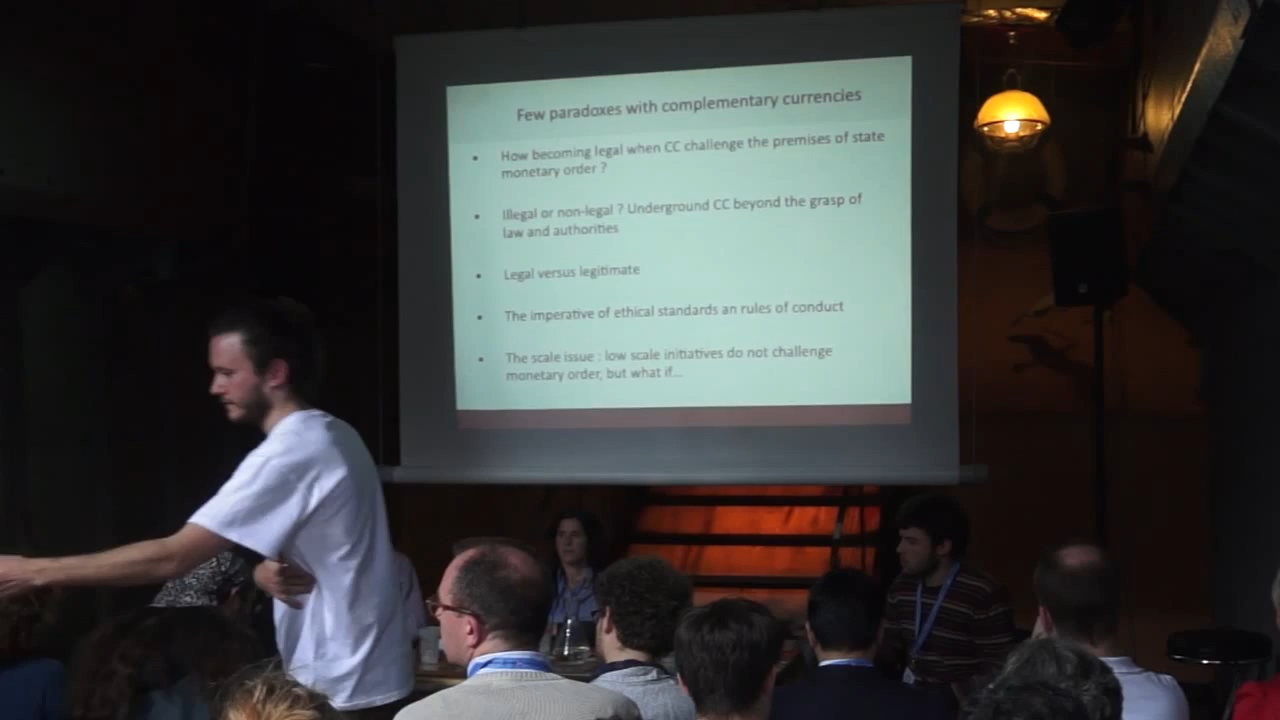 Few paradoxes with complementary currencies
• How becoming legal when CC challenge the premises of state
monetary order ?
• Illegal or non-legal ? Underground CC beyond the grasp of
law and authorities
• Legal versus legitimate
• The imperative of ethical standards an rules of conduct
• The scale issue : low scale initiatives do not challenge
monetary order, but what if...